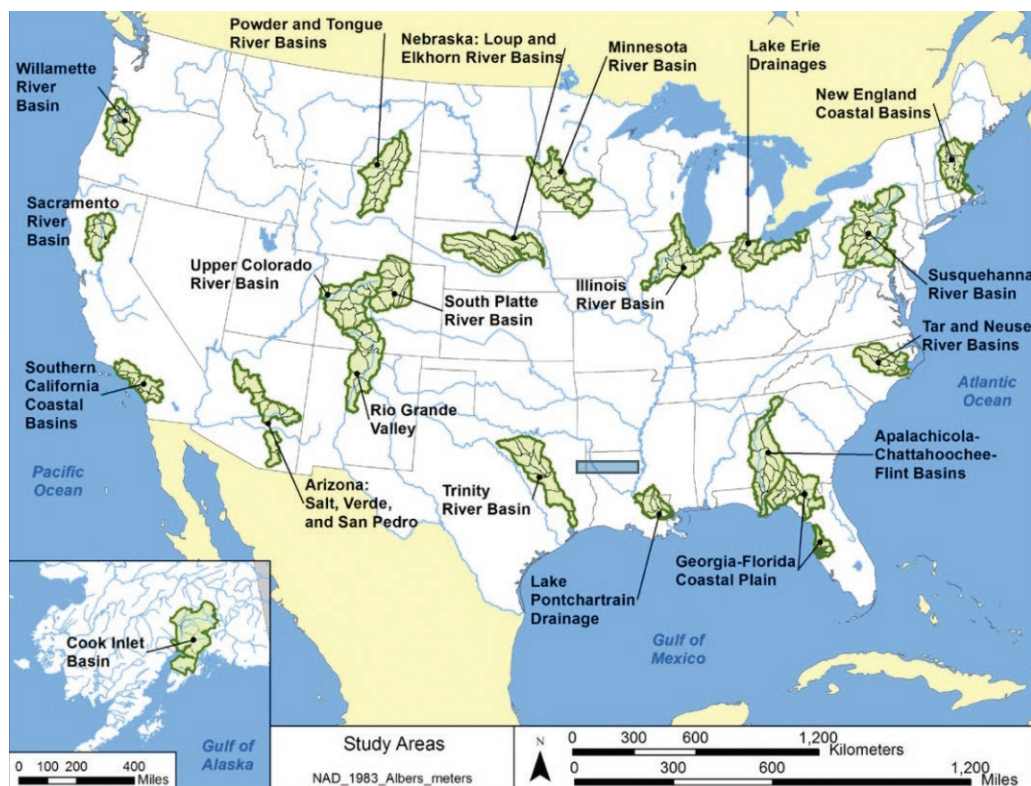 Powder and Tongue
River Basins
Nebraska: Loup and
Elkhorn River Basins
Minnesota
River Basin
Lake Erie
Drainages
Willamette
River
Basin
New England
Coastal Basins
Sacramento
River
Basin
Upper Colorado
River Basin
South Platte
River Basin
Illinois
River Basin
Susquehanna
River Basin
Tar and Neuse
River Basins
Southern
California
Coastal
Basins
Rio Grande
Valley
Atlantic
Ocean
Apalachicola-
Chattahoochee-
Flint Basins
Pacific
Ocean
Arizona:
Salt, Verde,
and San Pedro
Trinity
River Basin
Georgia-Florida
Coastal Plain
Lake
Pontchartrain
Drainage
Gulf of
Mexico
Cook Inlet
Basin
Gulf of
Alaska
0 100 200 400
Miles
Study Areas
NAD_1983_Albers_meters
N
0 300 600 1,200
Kilometers
0 300 600 1,200
Miles